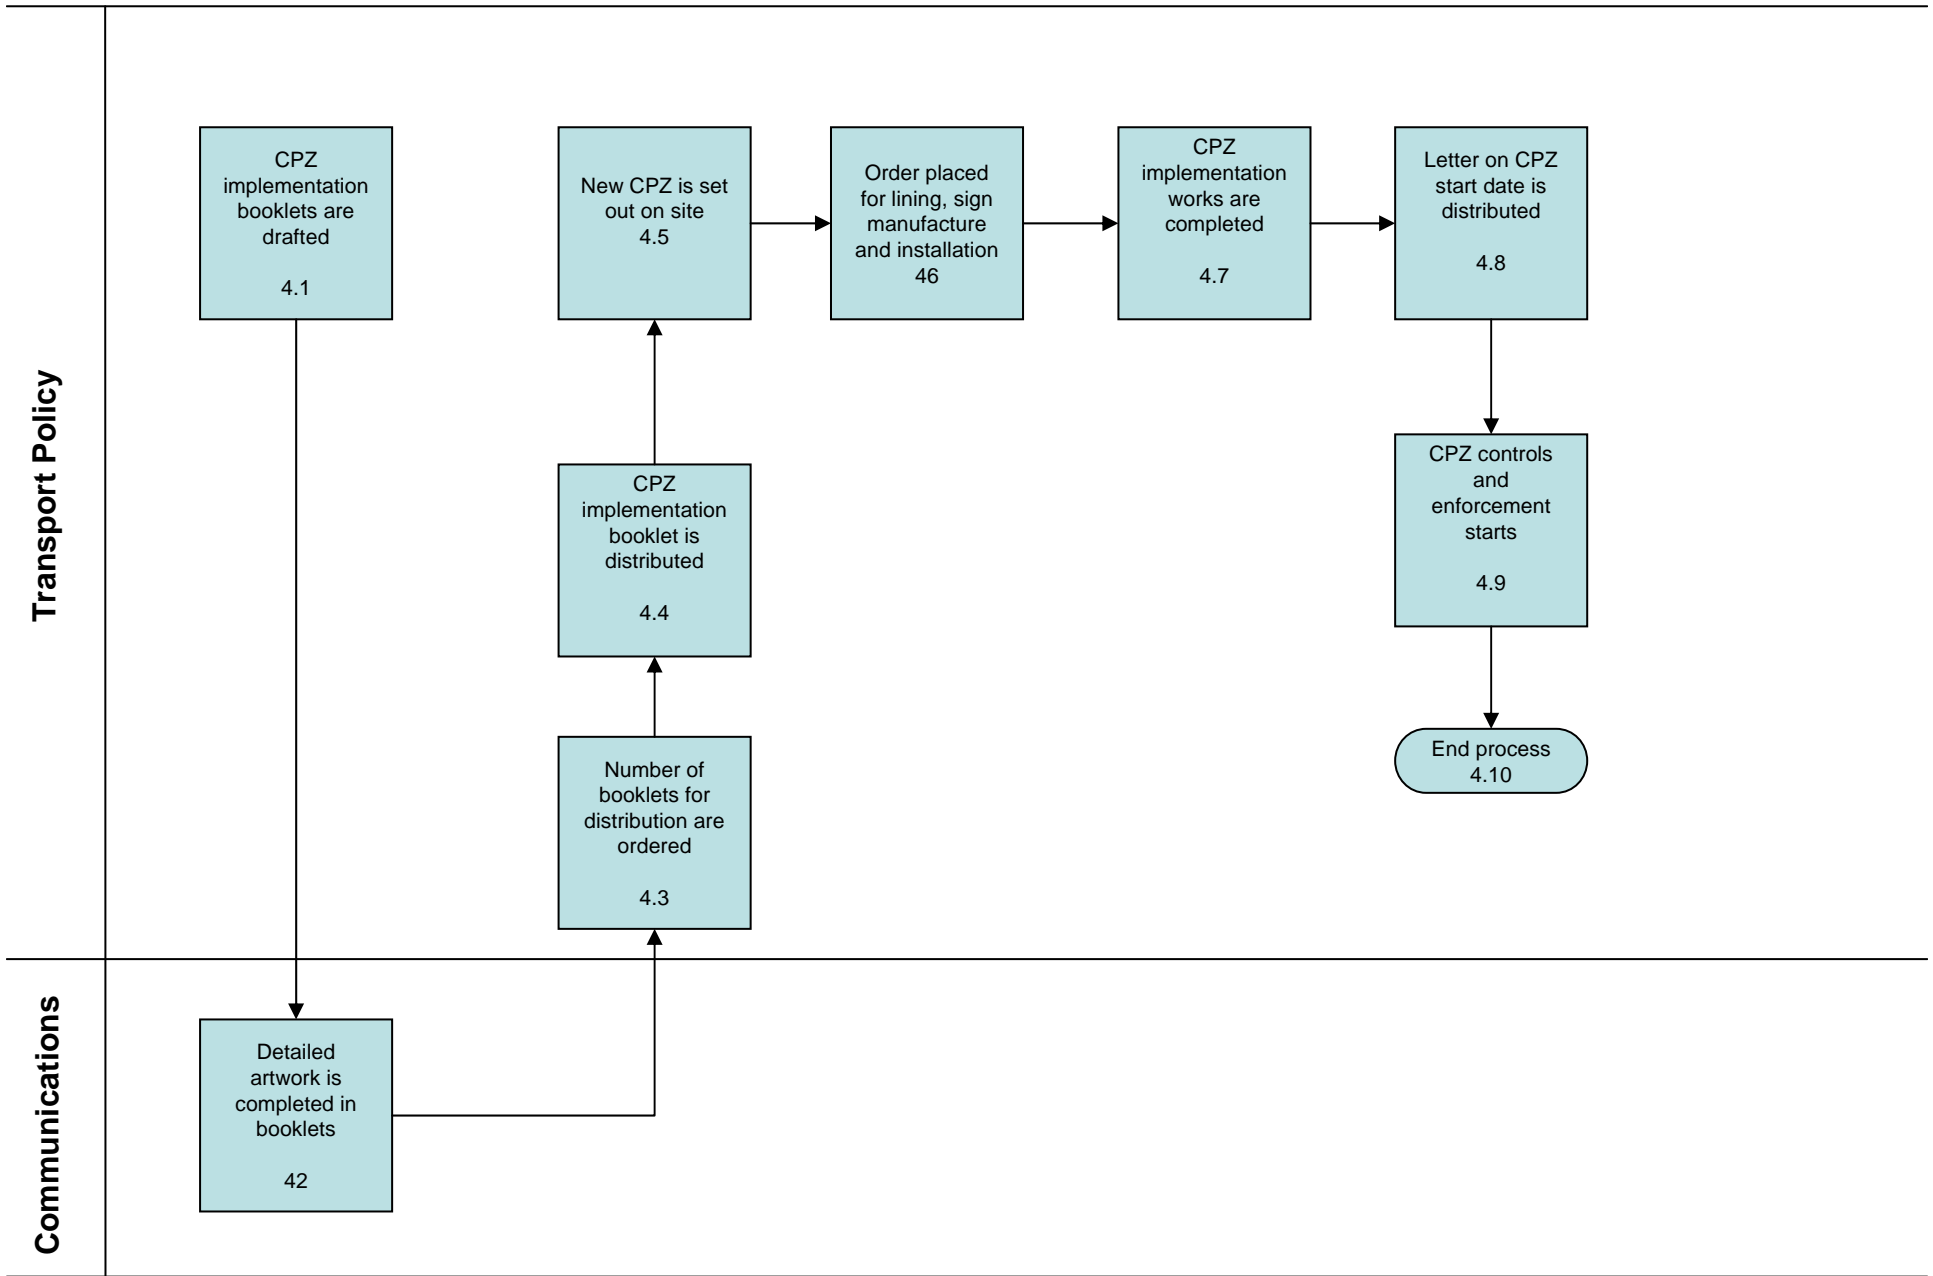 Transport Policy
CPZ
implementation
booklets are
drafted
4.1
New CPZ is set
out on site
4.5
Order placed
for lining, sign
manufacture
and installation
46
CPZ
implementation
works are
completed
4.7
Letter on CPZ
start date is
distributed
4.8
CPZ
implementation
booklet is
distributed
4.4
CPZ controls
and
enforcement
starts
4.9
Number of
booklets for
distribution are
ordered
4.3
End process
4.10
Communications
Detailed
artwork is
completed in
booklets
42